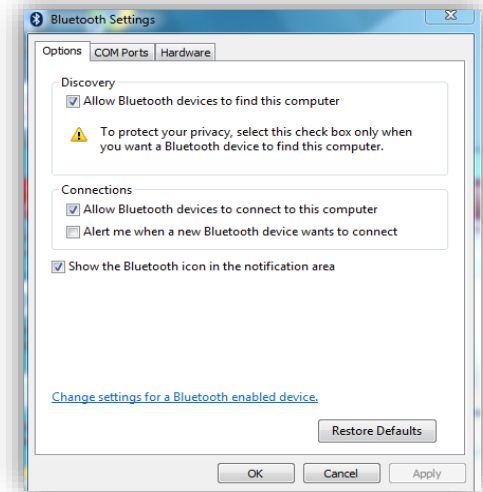 Bluetooth Settings
Options COM Ports Hardware
Discovery
Allow Bluetooth devices to find this computer
To protect your privacy, select this check box only when
you want a Bluetooth device to find this computer.
Connections
Allow Bluetooth devices to connect to this computer
Alert me when a new Bluetooth device wants to connect
Show the Bluetooth icon in the notification area
Change settings for a Bluetooth enabled device.
Restore Defaults
OK Cancel Apply